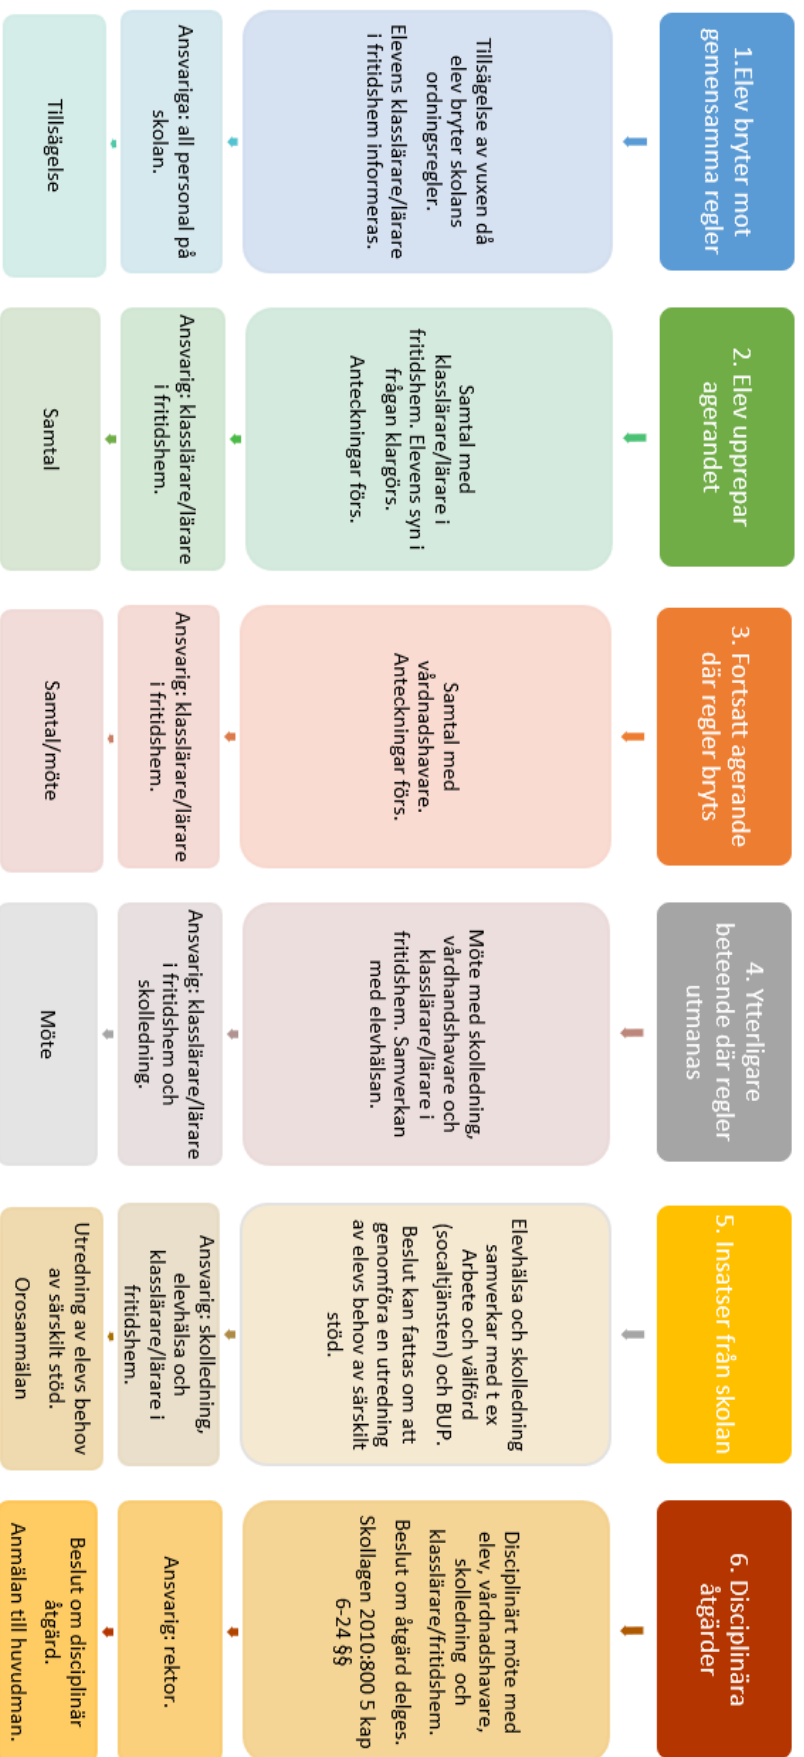 1.Elev bryter mot
gemensamma regler
Tillsägelse av vuxen då
elev bryter skolans
ordningsregler.
Elevens klasslärare/lärare
i fritidshem informeras.
Ansvariga: all personal på
skolan.
Tillsägelse
2. Elev upprepar
agerandet
Samtal med
klasslärare/lärare i
fritidshem. Elevens syn i
frågan klargörs.
Anteckningar förs.
Ansvarig: klasslärare/lärare
i fritidshem.
Samtal
3. Fortsatt agerande
där regler bryts
Samtal med
vårdnadshavare.
Anteckningar förs.
Ansvarig: klasslärare/lärare
i fritidshem.
Samtal/möte
4. Ytterligare
beteende där regler
utmanas
Möte med skolledning,
vårdhandshavare och
klasslärare/lärare i
fritidshem. Samverkan
med elevhälsan.
Ansvarig: klasslärare/lärare
i fritidshem och
skolledning.
Möte
5. Insatser från skolan
Elevhälsa och skolledning
samverkar med t ex
Arbete och välförd
(socaltjänsten) och BUP.
Beslut kan fattas om att
genomföra en utredning
av elevs behov av särskilt
stöd.
Ansvarig: skolledning,
elevhälsa och
klasslärare/lärare i
fritidshem.
Utredning av elevs behov
av särskilt stöd.
Orosanmälan
6. Disciplinära
åtgärder
Disciplinärt möte med
elev, vårdnadshavare,
skolledning och
klasslärare/fritidshem.
Beslut om åtgärd delges.
Skollagen 2010:800 5 kap
6-24 §§
Ansvarig: rektor.
Beslut om disciplinär
åtgärd.
Anmälan till huvudman.